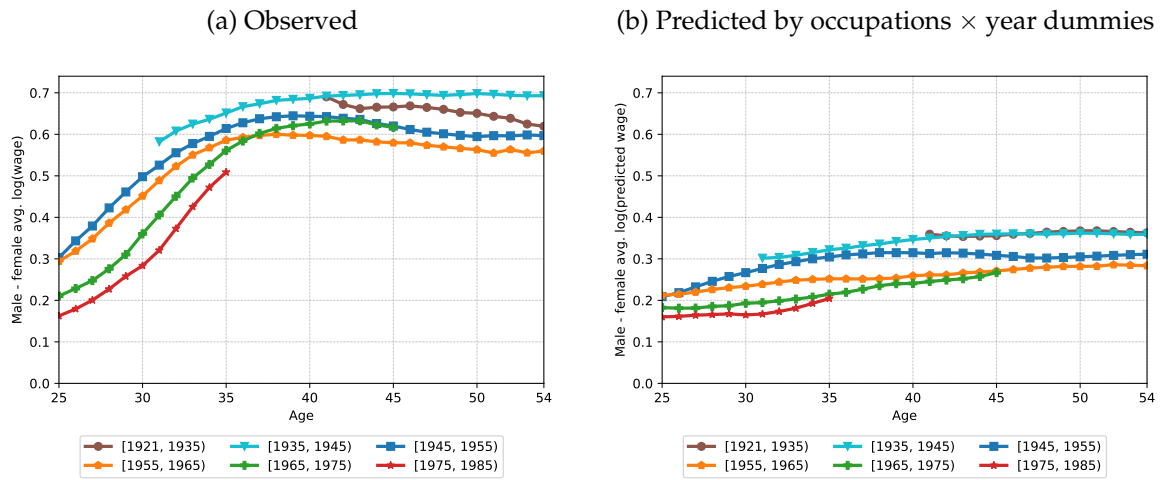 (a) Observed
0.7
0.6
0.5
0.4
0.3
0.2
0.1
0.0
Male - female avg. log(wage)
25 30 35 40 45 50 54
Age
[1921, 1935) [1935, 1945) [1945, 1955)
[1955, 1965) [1965, 1975) [1975, 1985)
(b) Predicted by occupations × year dummies
0.7
0.6
0.5
0.4
0.3
0.2
0.1
0.0
Male - female avg. log(predicted wage)
25 30 35 40 45 50 54
Age
[1921, 1935) [1935, 1945) [1945, 1955)
[1955, 1965) [1965, 1975) [1975, 1985)